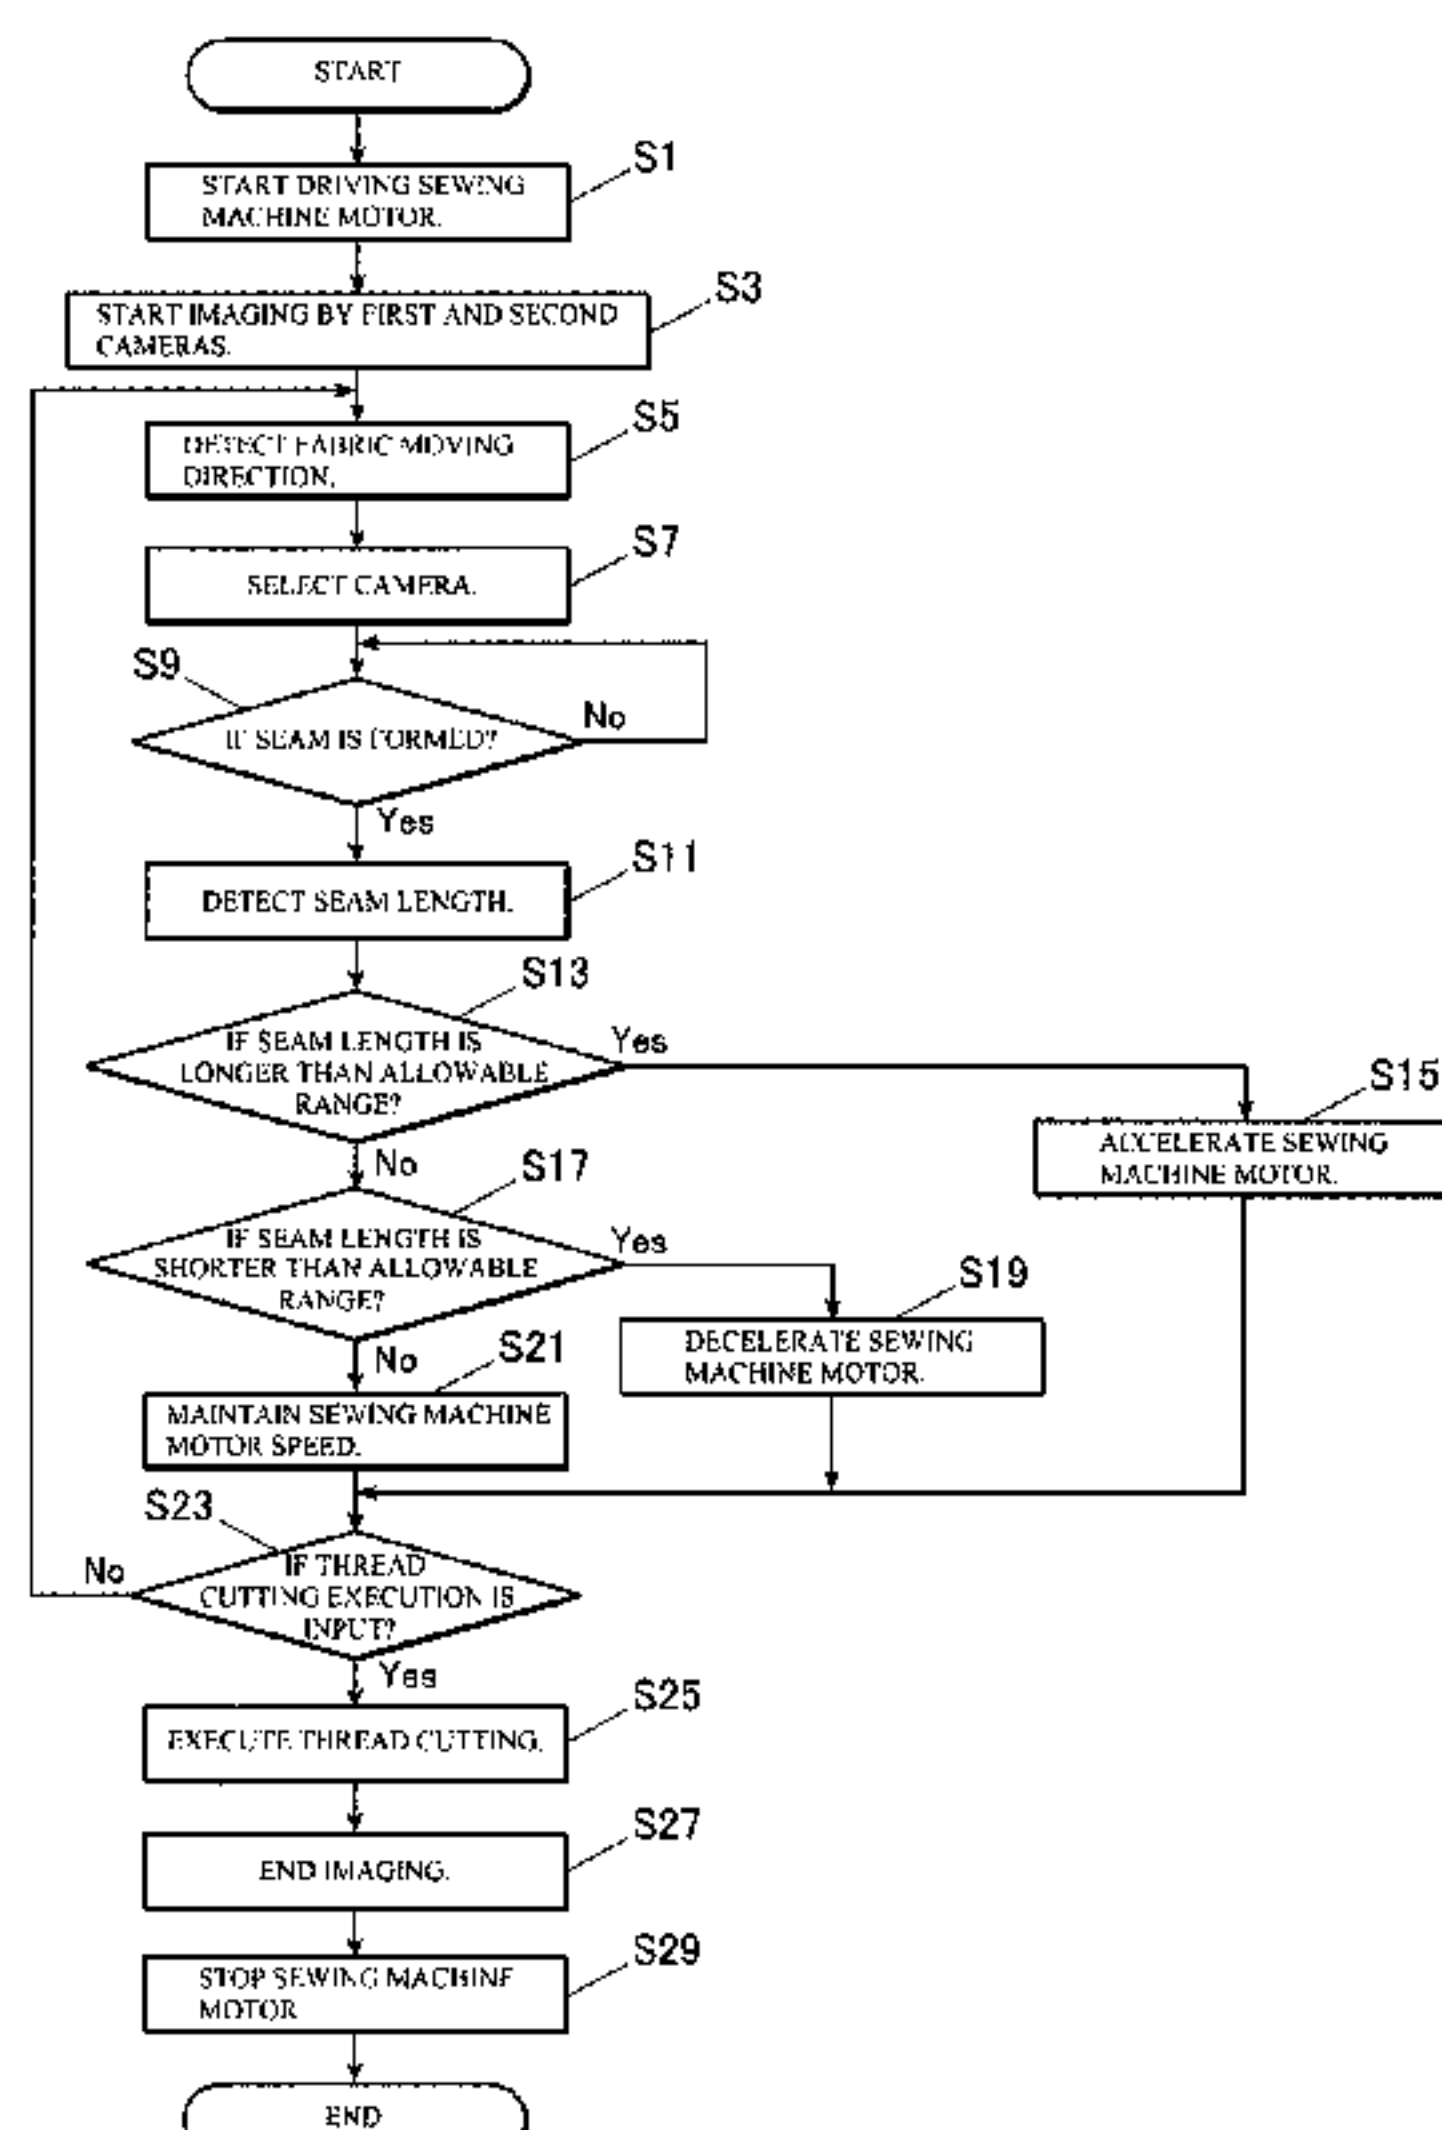 START
S1
START DRIVING SEWING
MACHINE MOTOR.
S3
START IMAGING BY FIRST AND SECOND
CAMERAS.
S5
DETECT FABRIC MOVING
DIRECTION.
S7
SELECT CAMERA.
S9
IF SEAM IS FORMED?
No
Yes
S11
DETECT SEAM LENGTH.
S13
IF SEAM LENGTH IS
LONGER THAN ALLOWABLE
RANGE?
Yes
S15
ACCELERATE SEWING
MACHINE MOTOR.
No
S17
IF SEAM LENGTH IS
SHORTER THAN ALLOWABLE
RANGE?
Yes
S19
DECELERATE SEWING
MACHINE MOTOR.
No
S21
MAINTAIN SEWING MACHINE
MOTOR SPEED.
S23
IF THREAD
CUTTING EXECUTION IS
INPUT?
No
Yes
S25
EXECUTE THREAD CUTTING.
S27
END IMAGING.
S29
STOP SEWING MACHINE
MOTOR
END